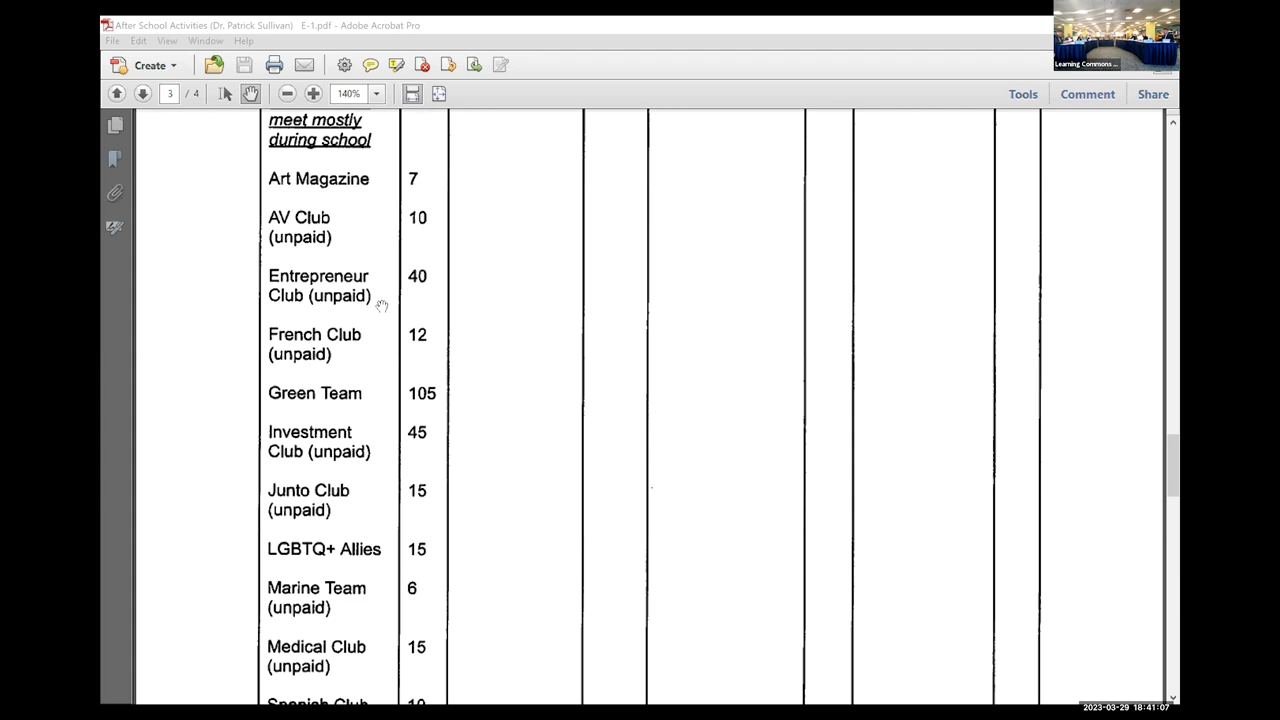 After School Activities (Dr. Patrick Sullivan) E-1.pdf - Adobe Acrobat Pro
File Edit View Window Help
Create
3 / 4 140% Tools Comment Share
Learning Commons ...
meet mostly
during school
Art Magazine 7
AV Club 10
(unpaid)
Entrepreneur 40
Club (unpaid)
French Club 12
(unpaid)
Green Team 105
Investment 45
Club (unpaid)
Junto Club 15
(unpaid)
LGBTQ+ Allies 15
Marine Team 6
(unpaid)
Medical Club 15
(unpaid)
Spanish Club 10
2023-03-29 18:41:07